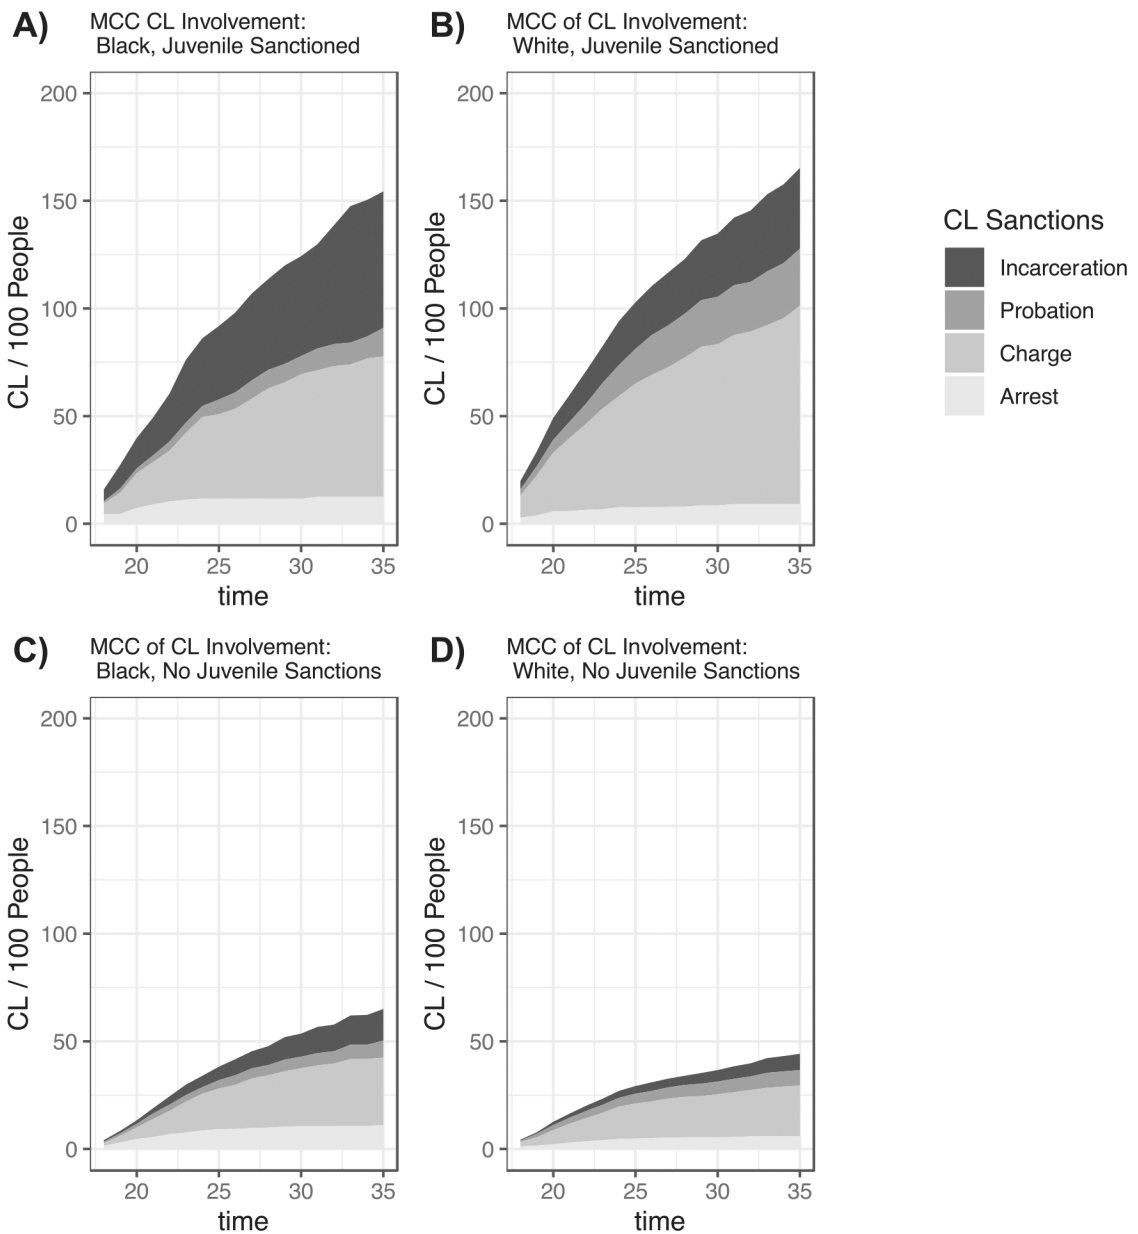 A)
MCC CL Involvement:
Black, Juvenile Sanctioned
200
150
100
50
0
CL / 100 People
20 25 30 35
time
B)
MCC of CL Involvement:
White, Juvenile Sanctioned
200
150
100
50
0
CL / 100 People
20 25 30 35
time
CL Sanctions
Incarceration
Probation
Charge
Arrest
C)
MCC of CL Involvement:
Black, No Juvenile Sanctions
200
150
100
50
0
CL / 100 People
20 25 30 35
time
D)
MCC of CL Involvement:
White, No Juvenile Sanctions
200
150
100
50
0
CL / 100 People
20 25 30 35
time